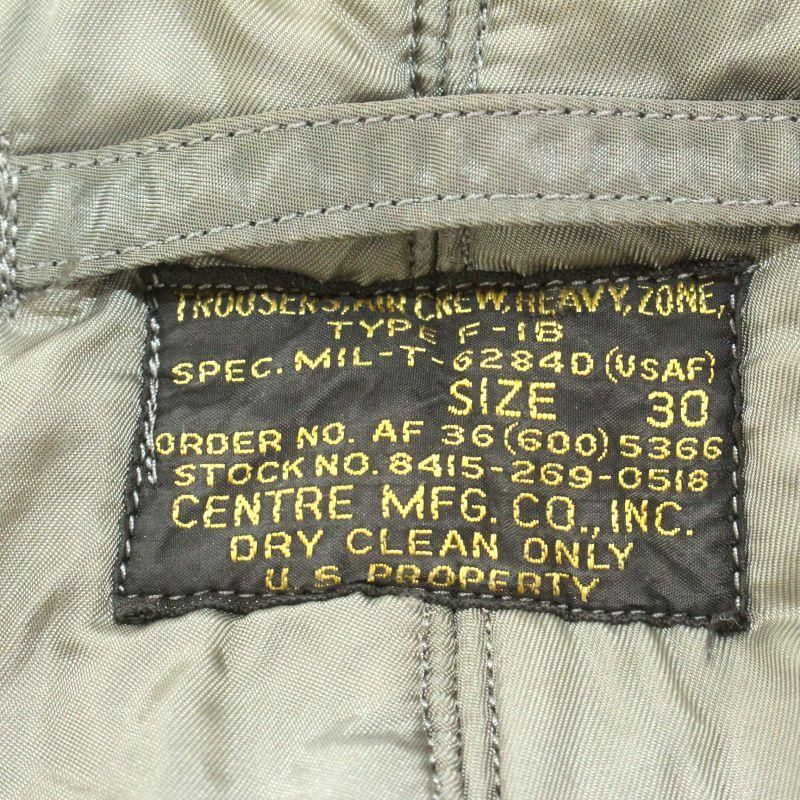 TROUSERS, AIR CREW, HEAVY, ZONE,
TYPE F-1B
SPEC. MIL-T-6284D (USAF)
SIZE 30
ORDER NO. AF 36 (600) 5366
STOCK NO. 8415-269-0518
CENTRE MFG. CO., INC.
DRY CLEAN ONLY
U.S PROPERTY